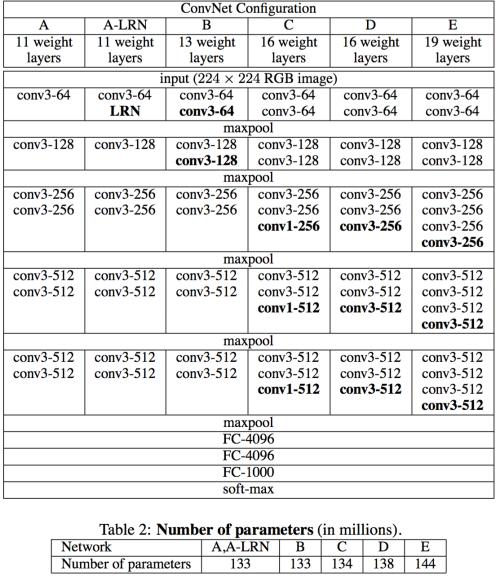 ConvNet Configuration
A A-LRN B C D E
11 weight 11 weight 13 weight 16 weight 16 weight 19 weight
layers layers layers layers layers layers
input (224 × 224 RGB image)
conv3-64 conv3-64 conv3-64 conv3-64 conv3-64 conv3-64
LRN conv3-64 conv3-64 conv3-64 conv3-64
maxpool
conv3-128 conv3-128 conv3-128 conv3-128 conv3-128 conv3-128
conv3-128 conv3-128 conv3-128 conv3-128
maxpool
conv3-256 conv3-256 conv3-256 conv3-256 conv3-256 conv3-256
conv3-256 conv3-256 conv3-256 conv3-256 conv3-256 conv3-256
conv1-256 conv3-256 conv3-256
conv3-256
maxpool
conv3-512 conv3-512 conv3-512 conv3-512 conv3-512 conv3-512
conv3-512 conv3-512 conv3-512 conv3-512 conv3-512 conv3-512
conv1-512 conv3-512 conv3-512
conv3-512
maxpool
conv3-512 conv3-512 conv3-512 conv3-512 conv3-512 conv3-512
conv3-512 conv3-512 conv3-512 conv3-512 conv3-512 conv3-512
conv1-512 conv3-512 conv3-512
conv3-512
maxpool
FC-4096
FC-4096
FC-1000
soft-max
Table 2: Number of parameters (in millions).
Network A,A-LRN B C D E
Number of parameters 133 133 134 138 144